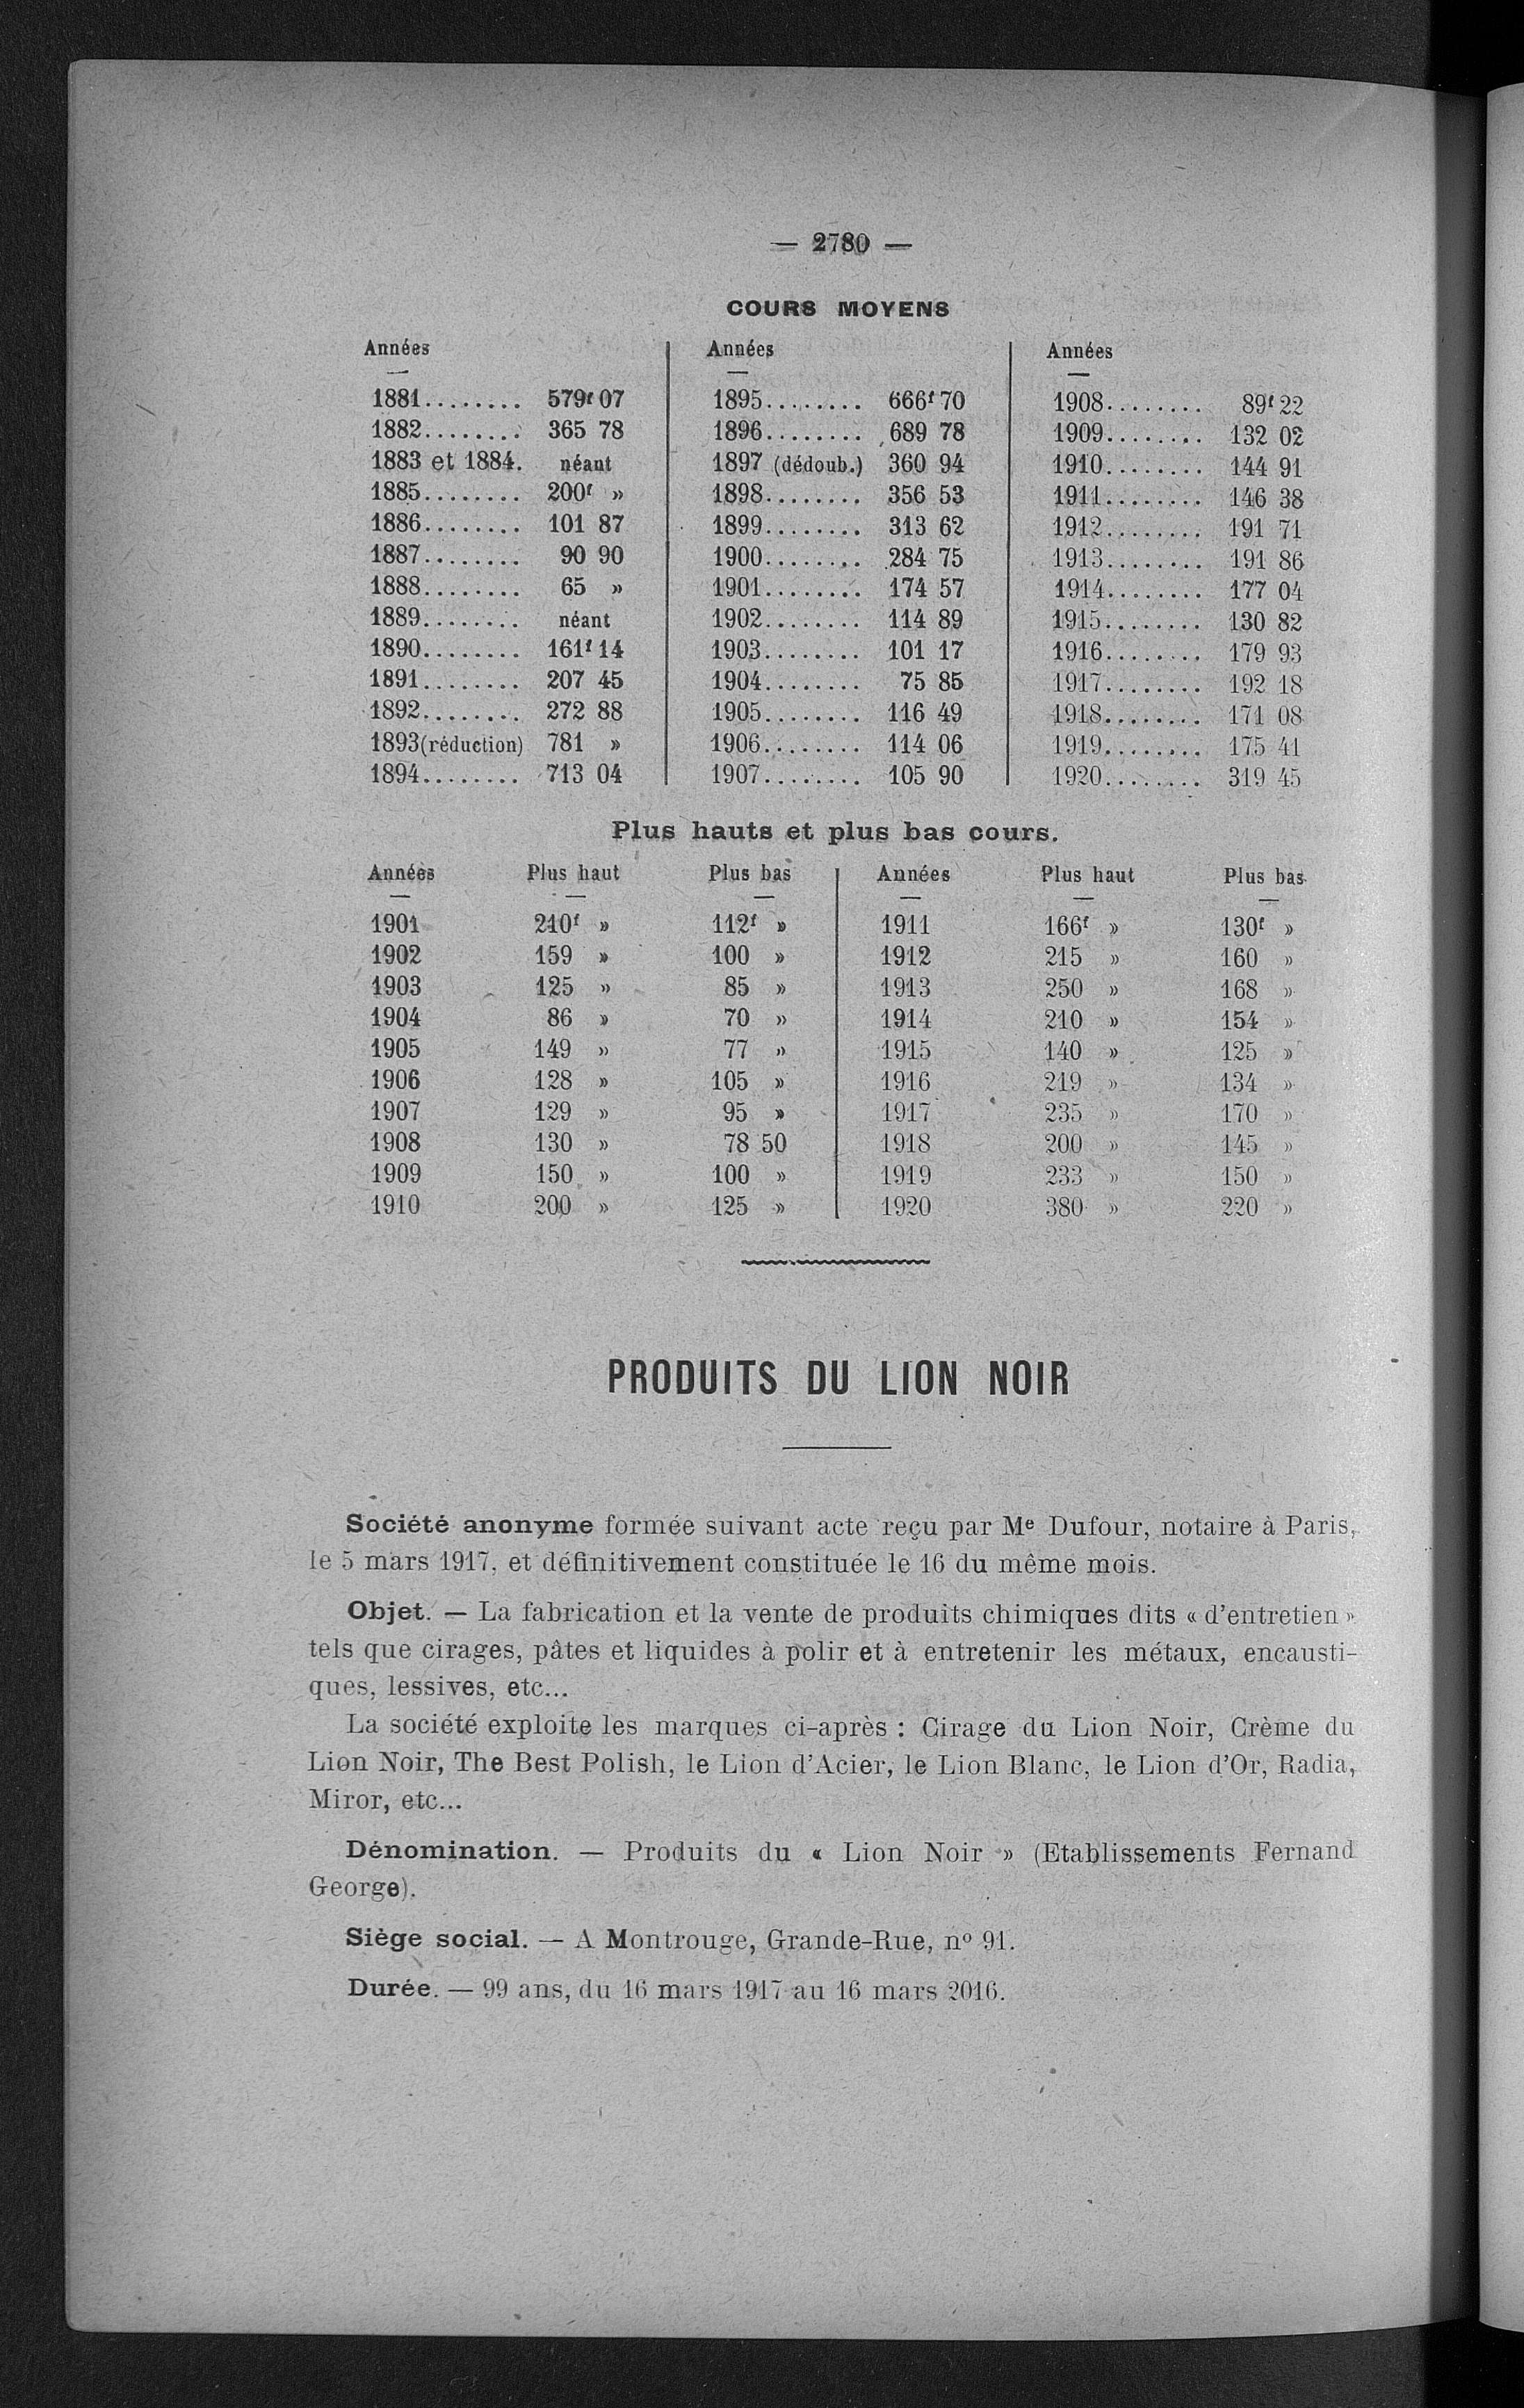 — 2780 —
COURS MOYENS
Années Années Années
1881........ 579f 07 1895........ 666f 70 1908........ 89f 22
1882........ 365 78 1896........ 689 78 1909........ 132 02
1883 et 1884. néant 1897 (dédoub.) 360 94 1910........ 144 91
1885........ 200f » 1898........ 356 53 1911........ 146 38
1886........ 101 87 1899........ 313 62 1912........ 191 71
1887........ 90 90 1900........ 284 75 1913........ 191 86
1888........ 65 » 1901........ 174 57 1914........ 177 04
1889........ néant 1902........ 114 89 1915........ 130 82
1890........ 161f 14 1903........ 101 17 1916........ 179 93
1891........ 207 45 1904........ 75 85 1917........ 192 18
1892........ 272 88 1905........ 116 49 1918........ 171 08
1893(réduction) 781 » 1906........ 114 06 1919........ 175 41
1894........ 713 04 1907........ 105 90 1920........ 319 45
Plus hauts et plus bas cours.
Années Plus haut Plus bas Années Plus haut Plus bas
1901 210f » 112f » 1911 166f » 130f »
1902 159 » 100 » 1912 215 » 160 »
1903 125 » 85 » 1913 250 » 168 »
1904 86 » 70 » 1914 210 » 154 »
1905 149 » 77 » 1915 140 » 125 »
1906 128 » 105 » 1916 219 » 134 »
1907 129 » 95 » 1917 235 » 170 »
1908 130 » 78 50 1918 200 » 145 »
1909 150 » 100 » 1919 233 » 150 »
1910 200 » 125 » 1920 380 » 220 »
PRODUITS DU LION NOIR
Société anonyme formée suivant acte reçu par Me Dufour, notaire à Paris,
le 5 mars 1917, et définitivement constituée le 16 du même mois.
Objet. — La fabrication et la vente de produits chimiques dits « d'entretien »
tels que cirages, pâtes et liquides à polir et à entretenir les métaux, encausti-
ques, lessives, etc...
La société exploite les marques ci-après : Cirage du Lion Noir, Crème du
Lion Noir, The Best Polish, le Lion d'Acier, le Lion Blanc, le Lion d'Or, Radia,
Miror, etc...
Dénomination. — Produits du « Lion Noir » (Etablissements Fernand
George).
Siège social. — A Montrouge, Grande-Rue, no 91.
Durée. — 99 ans, du 16 mars 1917 au 16 mars 2016.